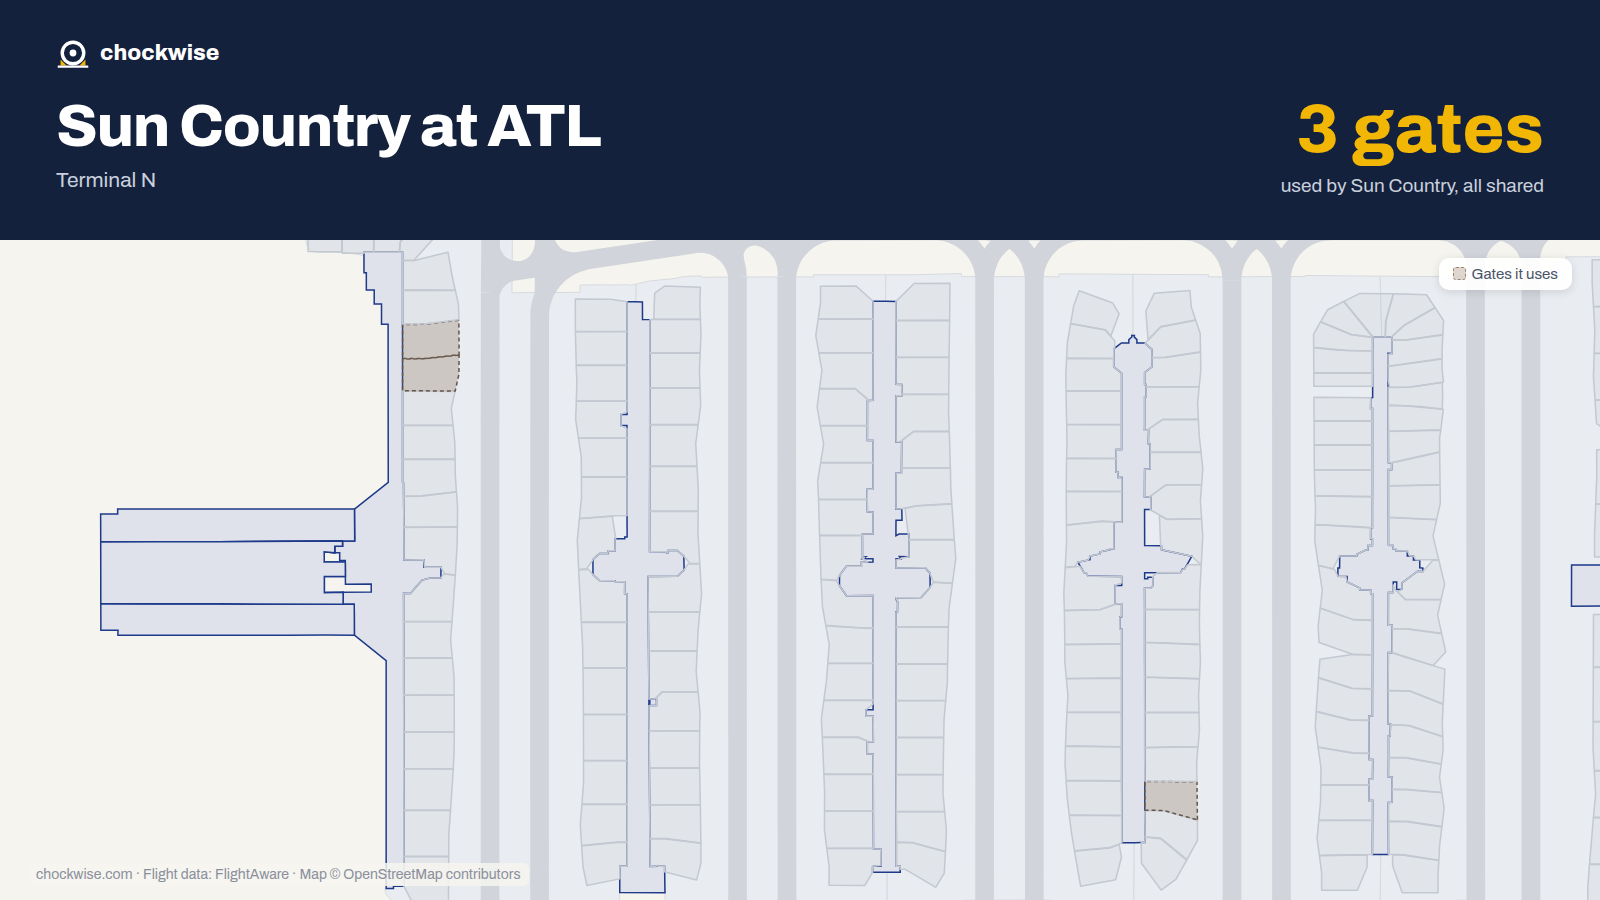 chockwise
Sun Country at ATL
Terminal N
3 gates
used by Sun Country, all shared
Gates it uses
chockwise.com · Flight data: FlightAware · Map © OpenStreetMap contributors